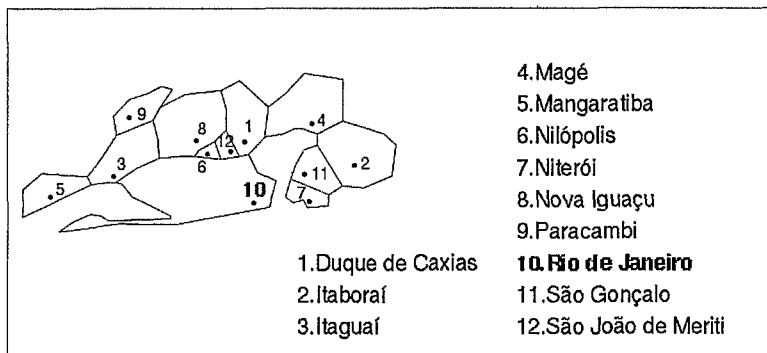 9
8
12
1
4
6
3
11
2
5
10
7
1.Duque de Caxias
2.Itaboraí
3.Itaguaí
4.Magé
5.Mangaratiba
6.Nilópolis
7.Niterói
8.Nova Iguaçu
9.Paracambi
10.Rio de Janeiro
11.São Gonçalo
12.São João de Meriti